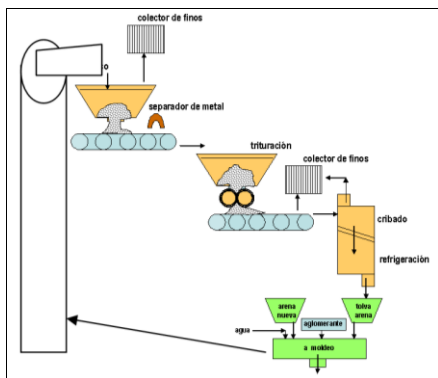 colector de finos
separador de metal
trituración
colector de finos
cribado
refrigeración
arena
nueva
tolva
arena
aglomerante
agua
a moldeo